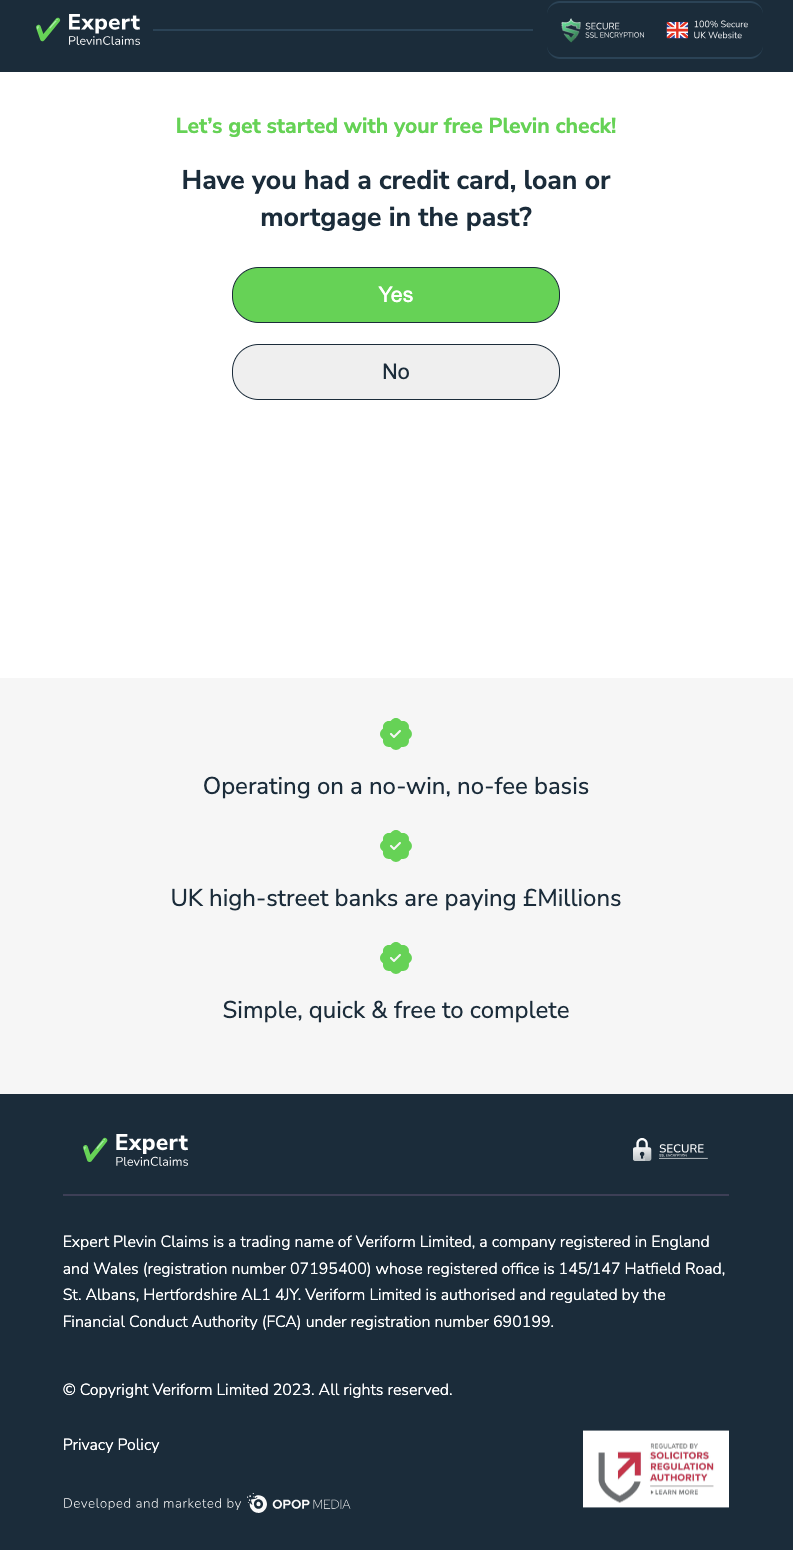 Expert
PlevinClaims
SECURE
SSL ENCRYPTION
100% Secure
UK Website
Let's get started with your free Plevin check!
Have you had a credit card, loan or
mortgage in the past?
Yes
No
Operating on a no-win, no-fee basis
UK high-street banks are paying £Millions
Simple, quick & free to complete
Expert
PlevinClaims
SECURE
SSL ENCRYPTION
Expert Plevin Claims is a trading name of Veriform Limited, a company registered in England
and Wales (registration number 07195400) whose registered office is 145/147 Hatfield Road,
St. Albans, Hertfordshire AL1 4JY. Veriform Limited is authorised and regulated by the
Financial Conduct Authority (FCA) under registration number 690199.
© Copyright Veriform Limited 2023. All rights reserved.
Privacy Policy
REGULATED BY
SOLICITORS
REGULATION
AUTHORITY
LEARN MORE
Developed and marketed by OPOP MEDIA